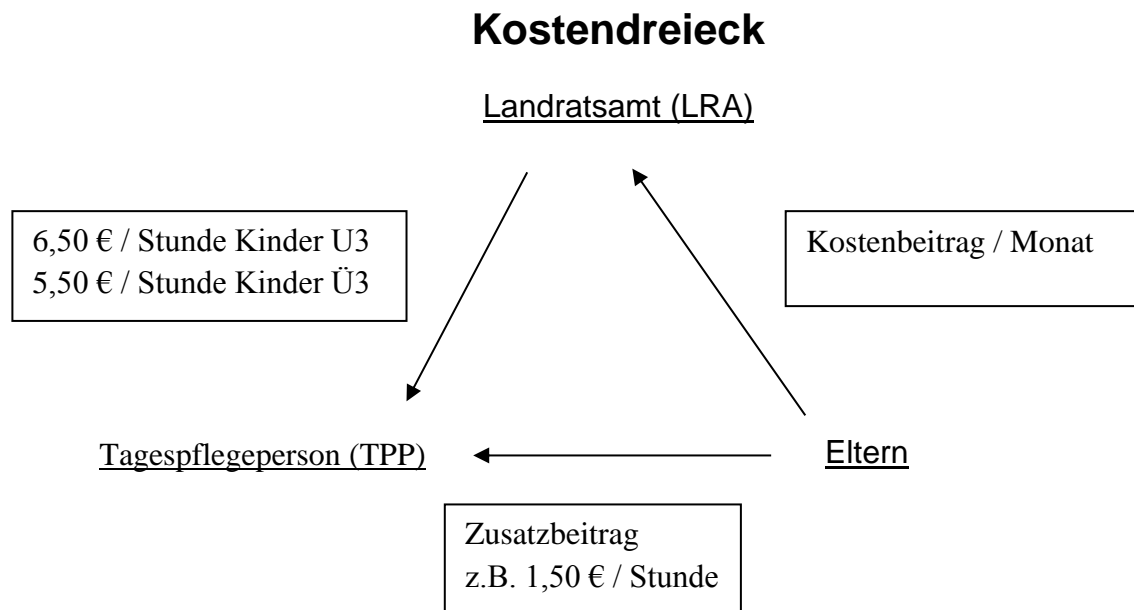 Kostendreieck
Landratsamt (LRA)
6,50 € / Stunde Kinder U3
5,50 € / Stunde Kinder Ü3
Kostenbeitrag / Monat
Tagespflegeperson (TPP)
Eltern
Zusatzbeitrag
z.B. 1,50 € / Stunde